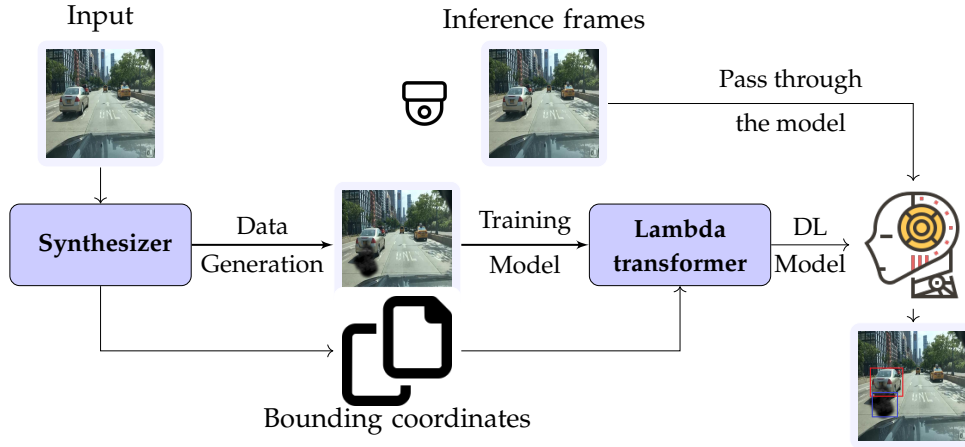 Input
Inference frames
Pass through
the model
Synthesizer
Data
Generation
Training
Model
Lambda
transformer
DL
Model
Bounding coordinates